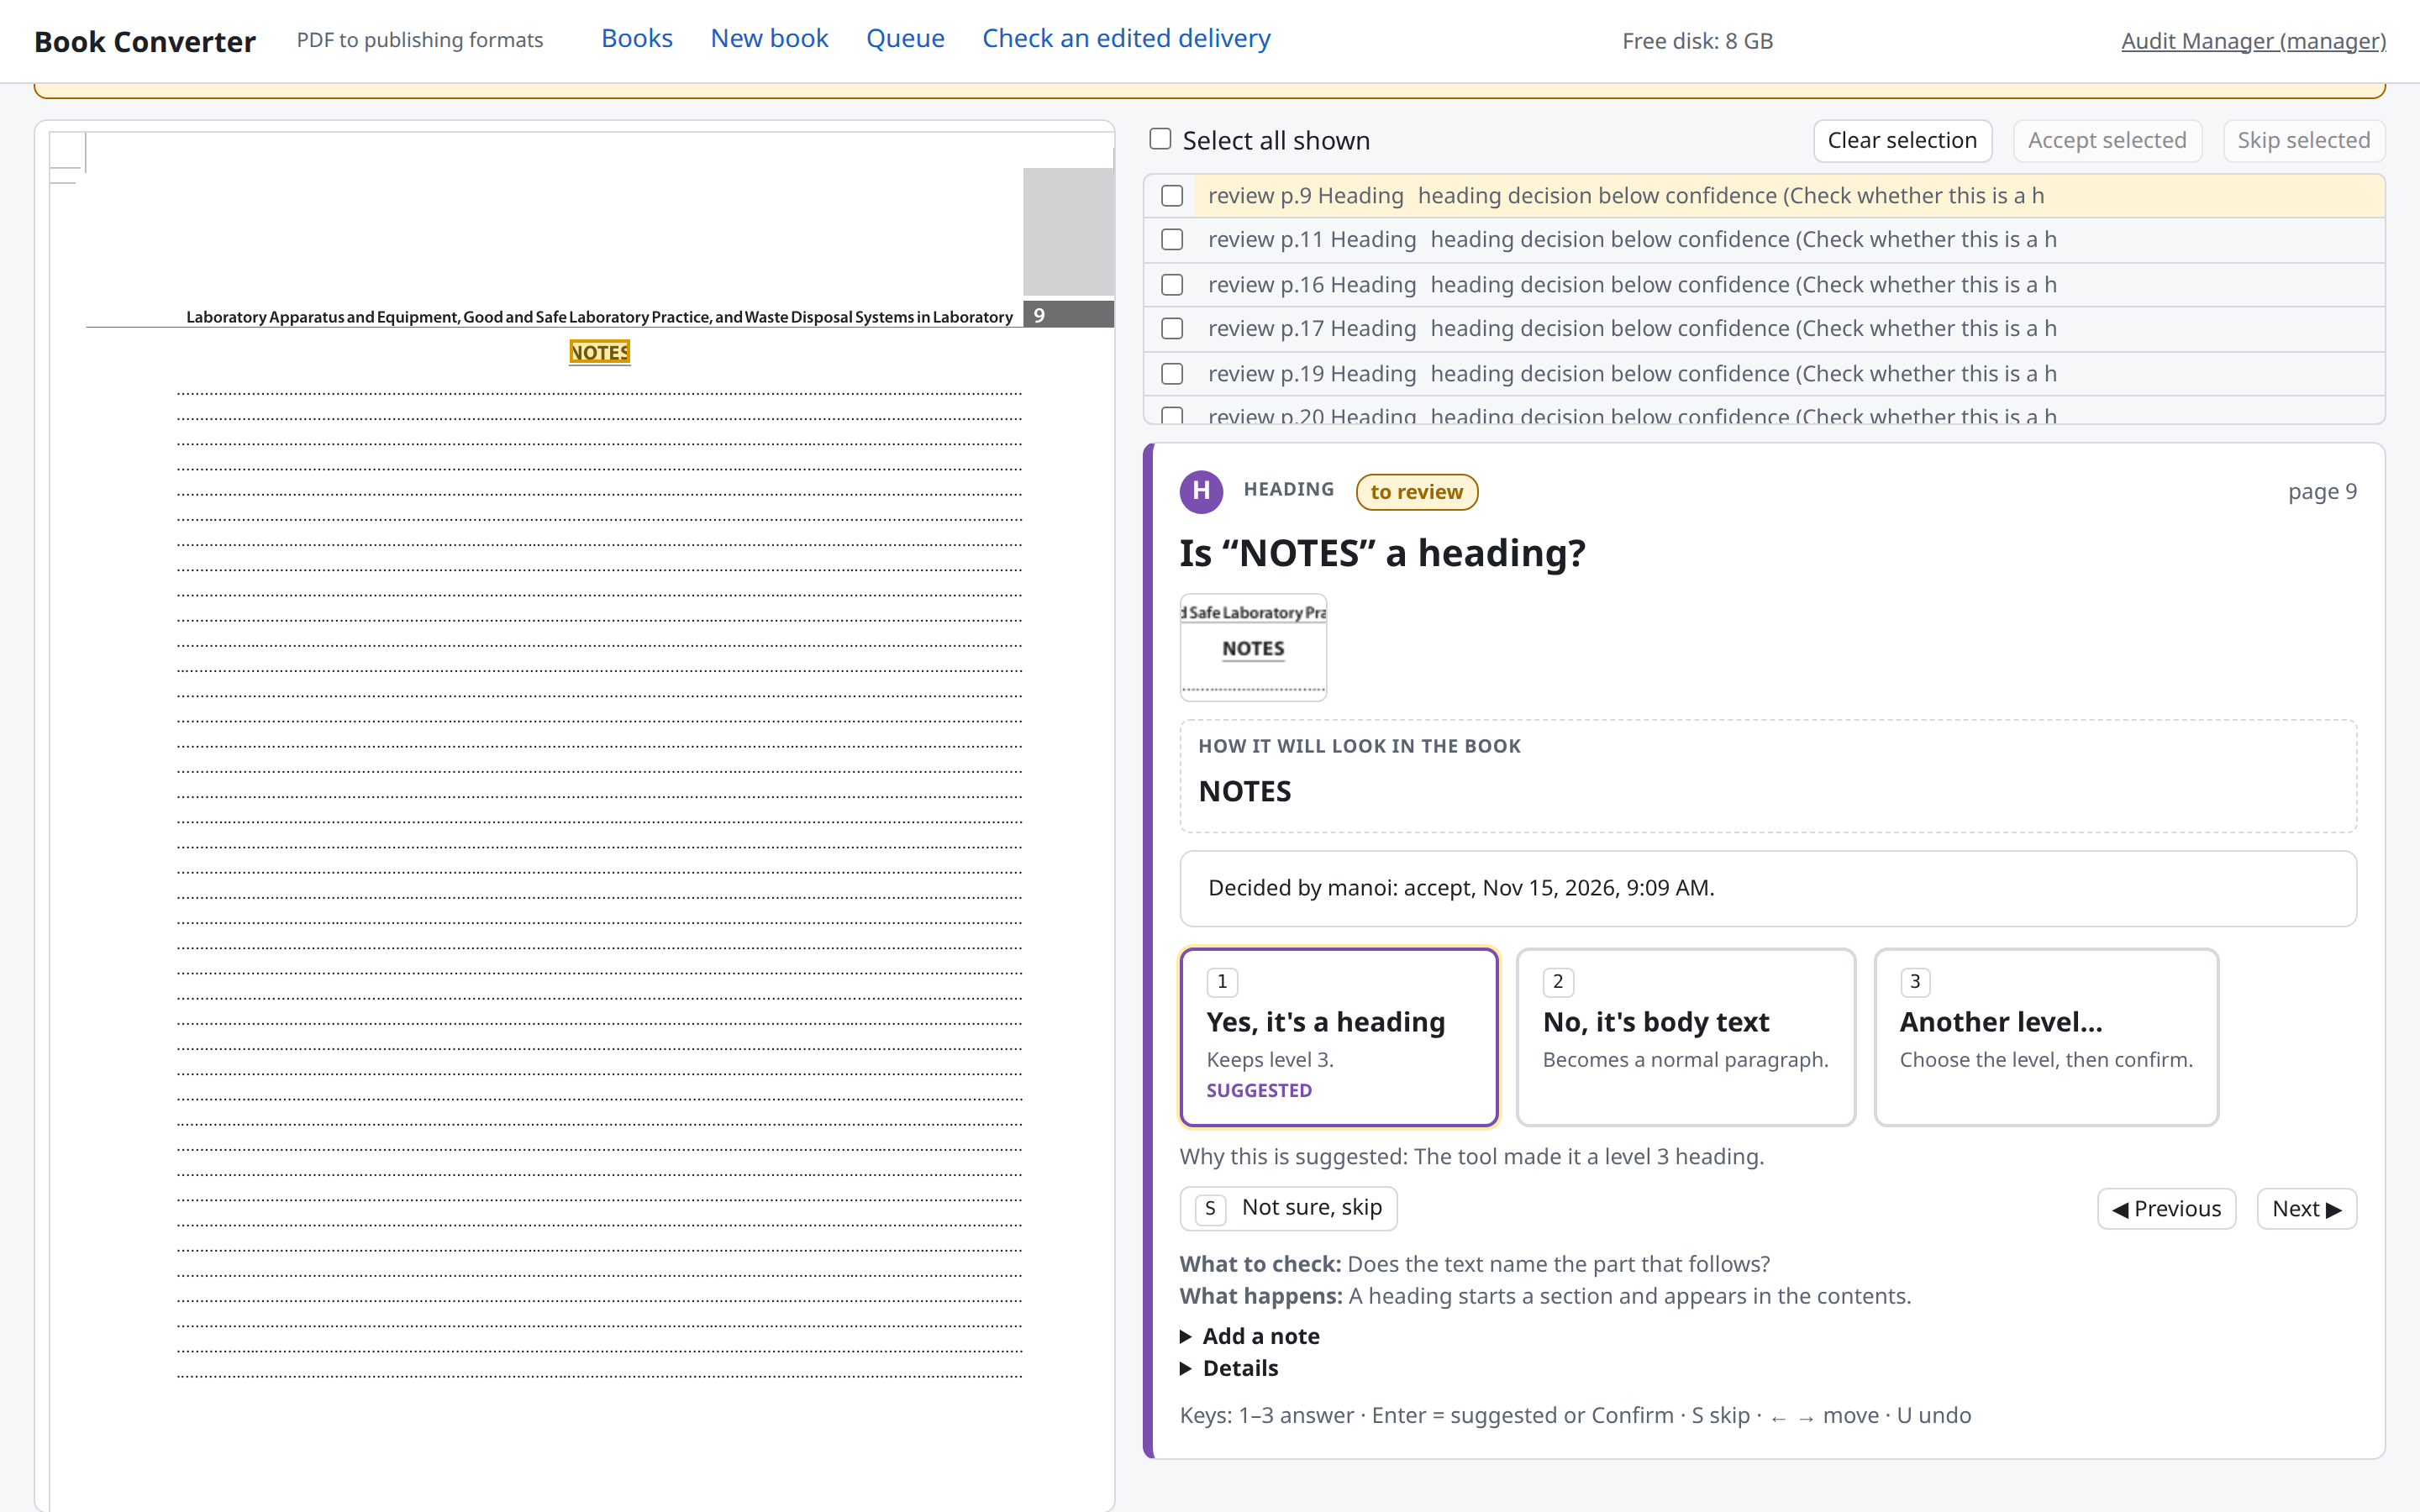 Book Converter PDF to publishing formats Books New book Queue Check an edited delivery Free disk: 8 GB Audit Manager (manager)
Laboratory Apparatus and Equipment, Good and Safe Laboratory Practice, and Waste Disposal Systems in Laboratory 9
NOTES
Select all shown Clear selection Accept selected Skip selected
review p.9 Heading heading decision below confidence (Check whether this is a h
review p.11 Heading heading decision below confidence (Check whether this is a h
review p.16 Heading heading decision below confidence (Check whether this is a h
review p.17 Heading heading decision below confidence (Check whether this is a h
review p.19 Heading heading decision below confidence (Check whether this is a h
review p.20 Heading heading decision below confidence (Check whether this is a h
H HEADING to review page 9
Is “NOTES” a heading?
d Safe Laboratory Pra
NOTES
HOW IT WILL LOOK IN THE BOOK
NOTES
Decided by manoi: accept, Nov 15, 2026, 9:09 AM.
1
Yes, it's a heading
Keeps level 3.
SUGGESTED
2
No, it's body text
Becomes a normal paragraph.
3
Another level...
Choose the level, then confirm.
Why this is suggested: The tool made it a level 3 heading.
S Not sure, skip ◀ Previous Next ▶
What to check: Does the text name the part that follows?
What happens: A heading starts a section and appears in the contents.
▶ Add a note
▶ Details
Keys: 1–3 answer · Enter = suggested or Confirm · S skip · ← → move · U undo